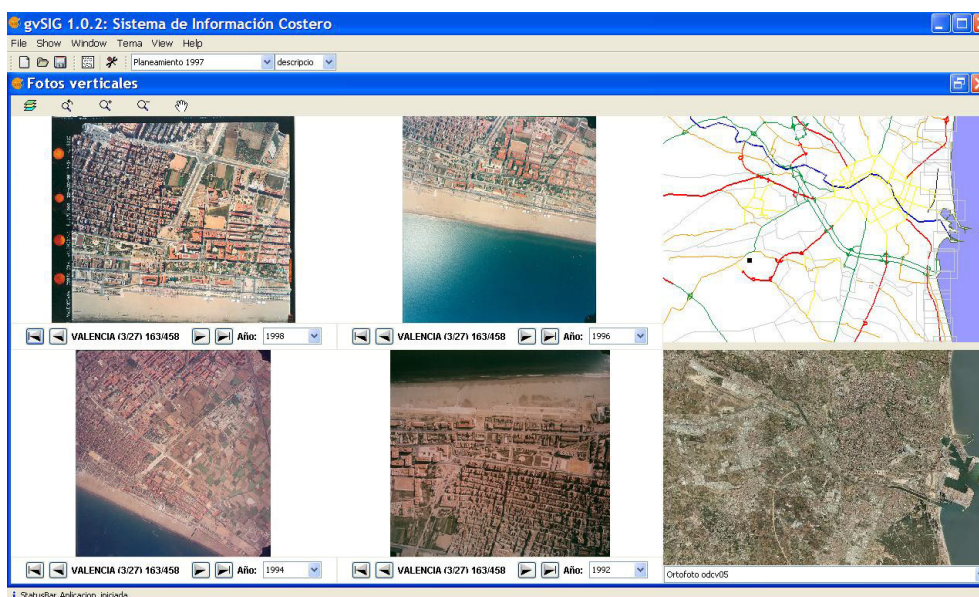 gvSIG 1.0.2: Sistema de Información Costero
File Show Window Tema View Help
Planeamiento 1997 descripcio
Fotos verticales
VALENCIA (3/27) 163/458 Año: 1998
VALENCIA (3/27) 163/458 Año: 1996
VALENCIA (3/27) 163/458 Año: 1994
VALENCIA (3/27) 163/458 Año: 1992
Ortofoto odcv05
StatusBar.Aplicacion_iniciada